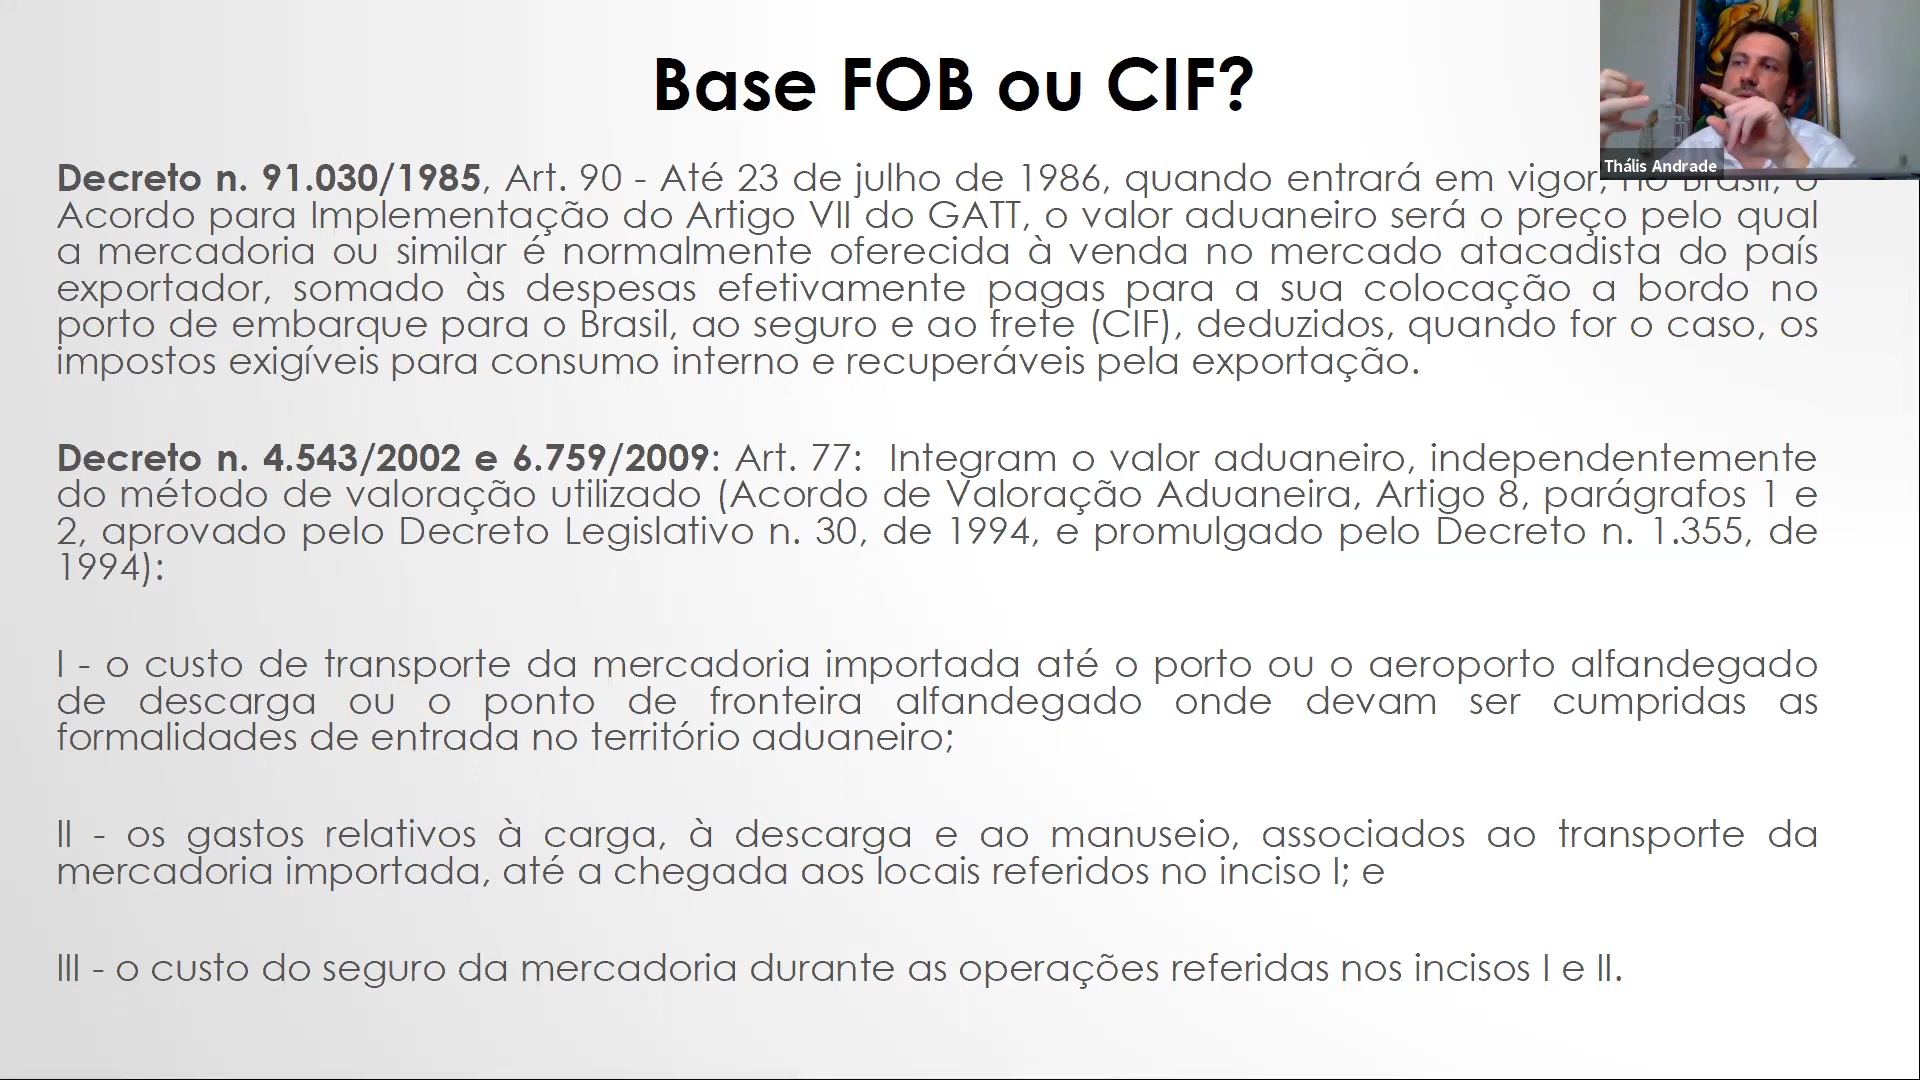 Base FOB ou CIF?
Thális Andrade
Decreto n. 91.030/1985, Art. 90 - Até 23 de julho de 1986, quando entrará em vigor, no Brasil, o
Acordo para Implementação do Artigo VII do GATT, o valor aduaneiro será o preço pelo qual
a mercadoria ou similar é normalmente oferecida à venda no mercado atacadista do país
exportador, somado às despesas efetivamente pagas para a sua colocação a bordo no
porto de embarque para o Brasil, ao seguro e ao frete (CIF), deduzidos, quando for o caso, os
impostos exigíveis para consumo interno e recuperáveis pela exportação.
Decreto n. 4.543/2002 e 6.759/2009: Art. 77: Integram o valor aduaneiro, independentemente
do método de valoração utilizado (Acordo de Valoração Aduaneira, Artigo 8, parágrafos 1 e
2, aprovado pelo Decreto Legislativo n. 30, de 1994, e promulgado pelo Decreto n. 1.355, de
1994):
I - o custo de transporte da mercadoria importada até o porto ou o aeroporto alfandegado
de descarga ou o ponto de fronteira alfandegado onde devam ser cumpridas as
formalidades de entrada no território aduaneiro;
II - os gastos relativos à carga, à descarga e ao manuseio, associados ao transporte da
mercadoria importada, até a chegada aos locais referidos no inciso I; e
III - o custo do seguro da mercadoria durante as operações referidas nos incisos I e II.